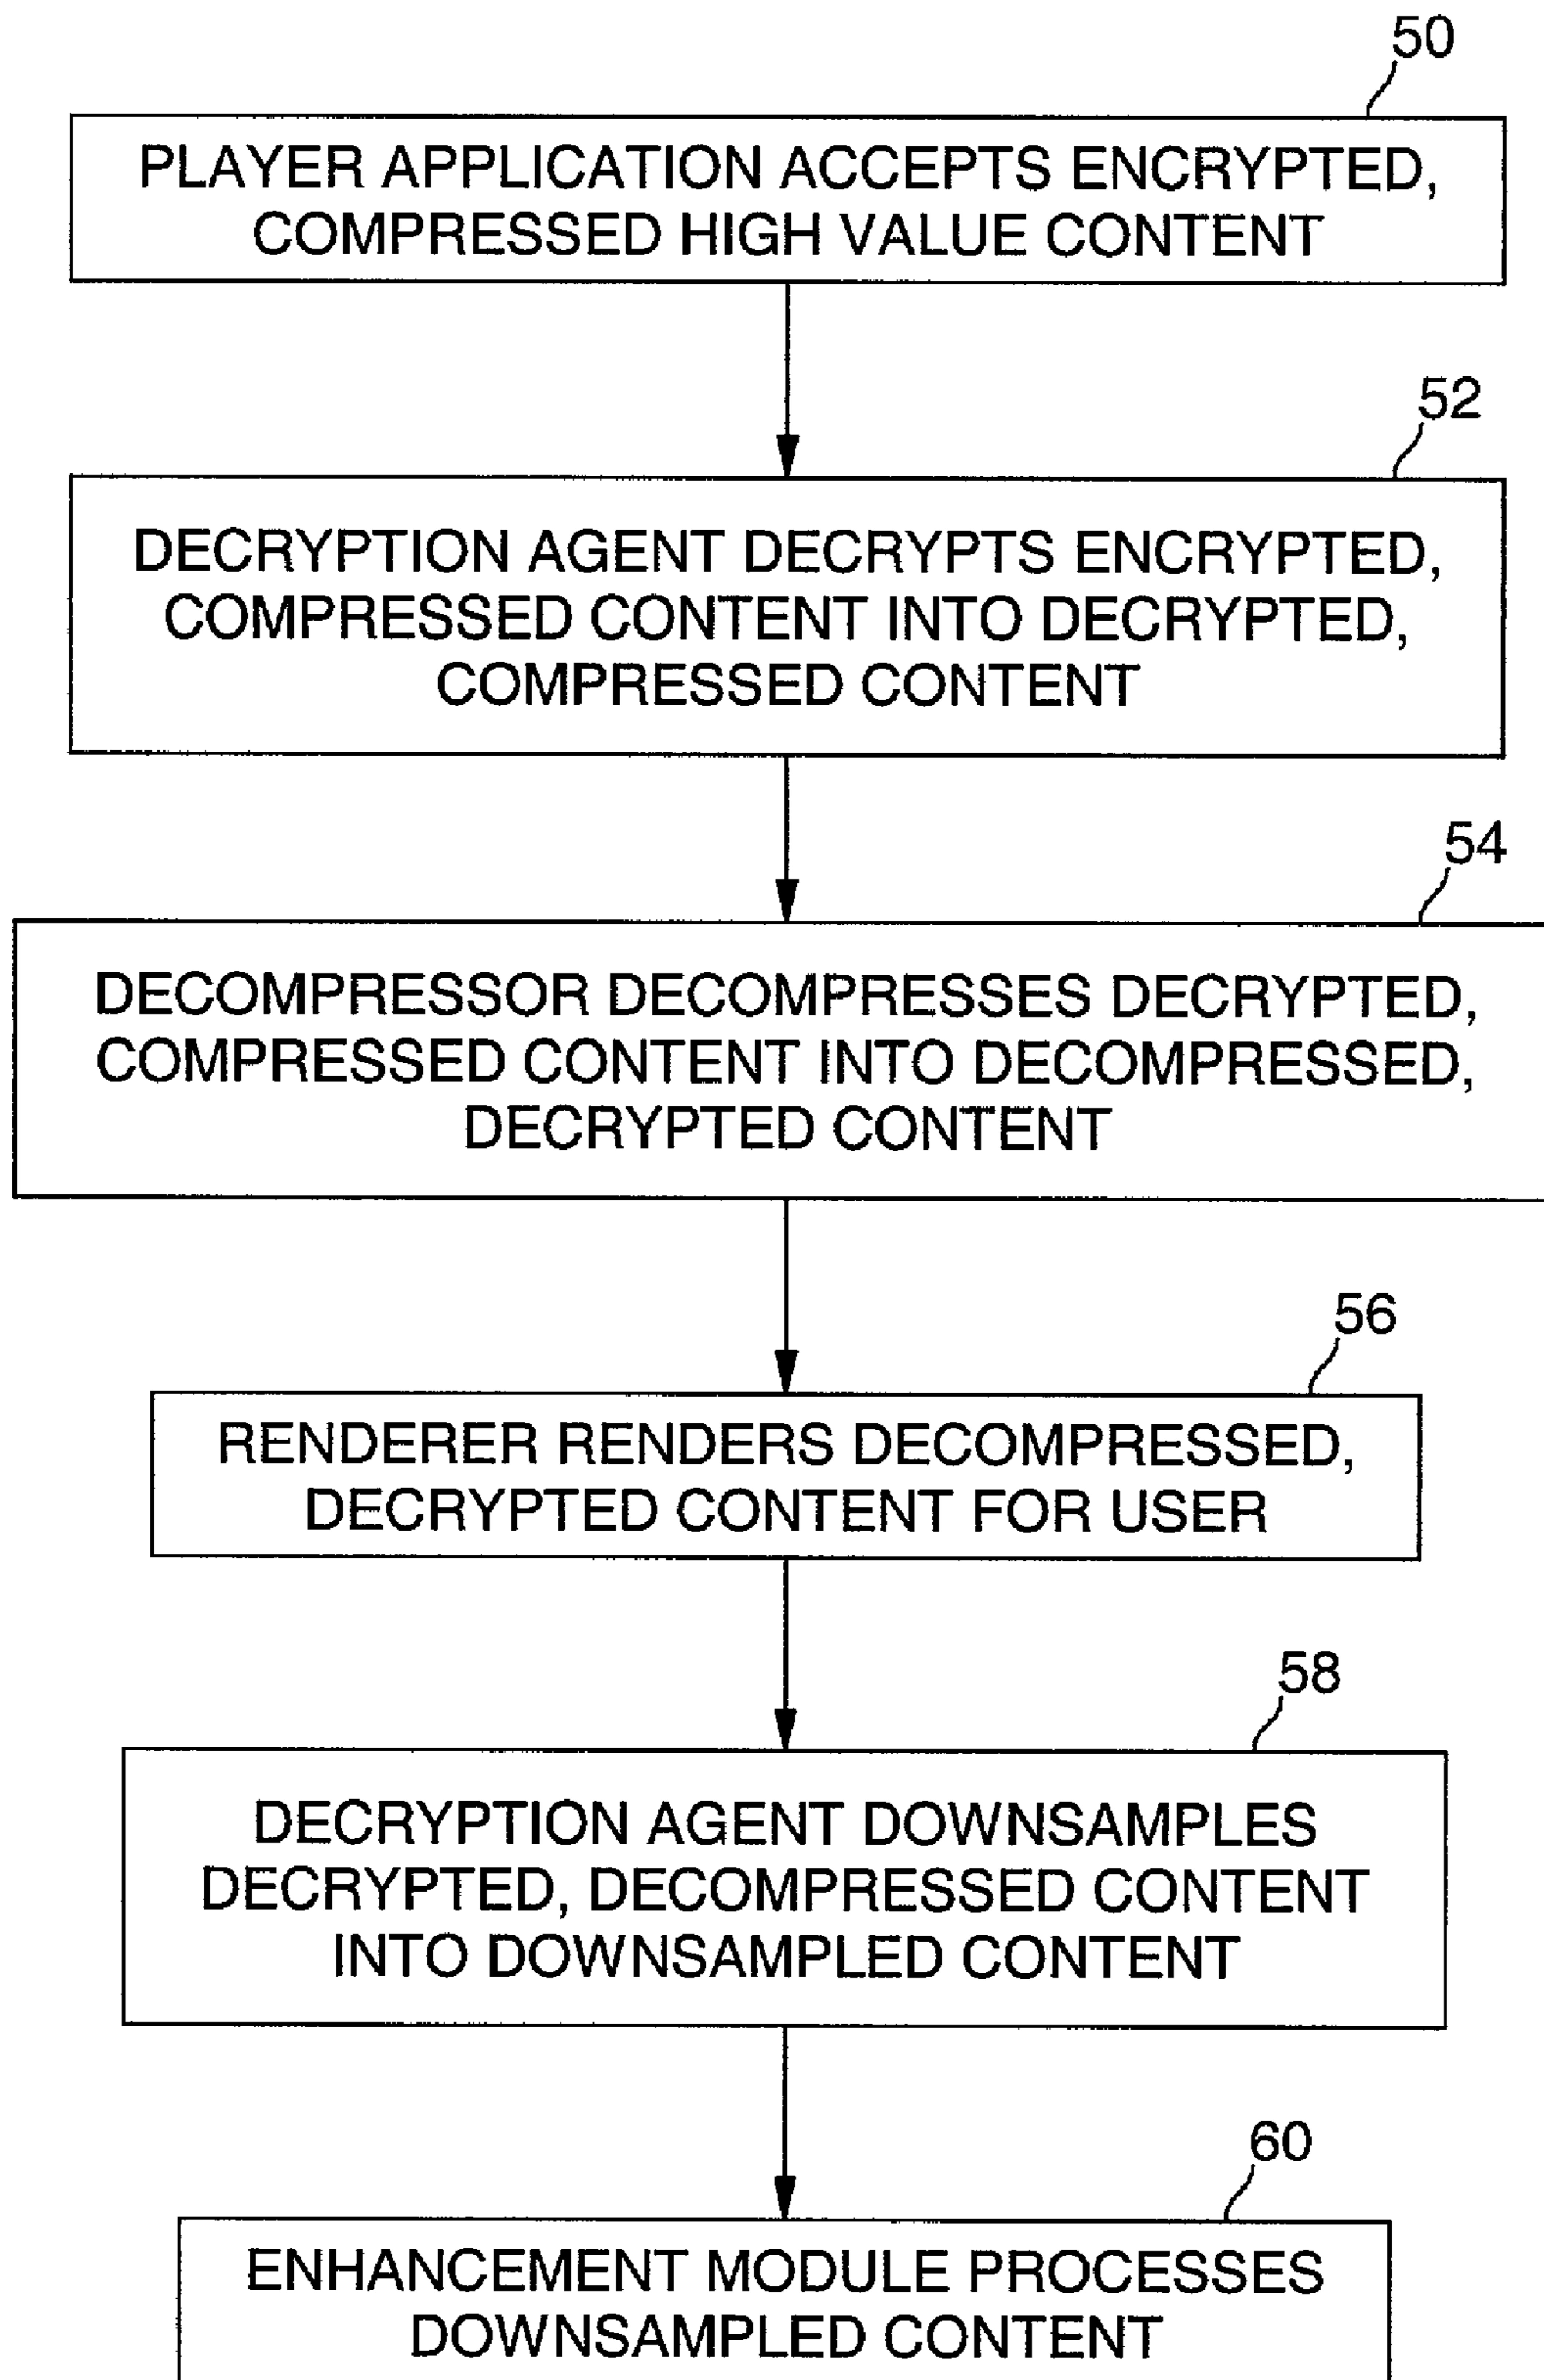 50
PLAYER APPLICATION ACCEPTS ENCRYPTED,
COMPRESSED HIGH VALUE CONTENT
52
DECRYPTION AGENT DECRYPTS ENCRYPTED,
COMPRESSED CONTENT INTO DECRYPTED,
COMPRESSED CONTENT
54
DECOMPRESSOR DECOMPRESSES DECRYPTED,
COMPRESSED CONTENT INTO DECOMPRESSED,
DECRYPTED CONTENT
56
RENDERER RENDERS DECOMPRESSED,
DECRYPTED CONTENT FOR USER
58
DECRYPTION AGENT DOWNSAMPLES
DECRYPTED, DECOMPRESSED CONTENT
INTO DOWNSAMPLED CONTENT
60
ENHANCEMENT MODULE PROCESSES
DOWNSAMPLED CONTENT